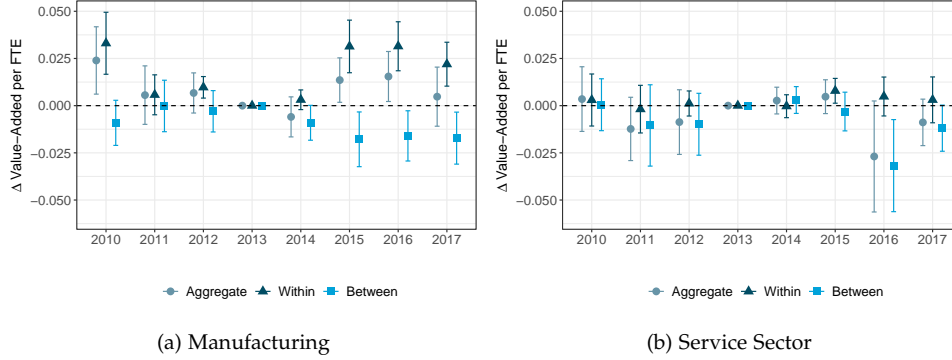 Δ Value−Added per FTE
0.050
0.025
0.000
−0.025
−0.050
2010 2011 2012 2013 2014 2015 2016 2017
Aggregate Within Between
(a) Manufacturing
Δ Value−Added per FTE
0.050
0.025
0.000
−0.025
−0.050
2010 2011 2012 2013 2014 2015 2016 2017
Aggregate Within Between
(b) Service Sector